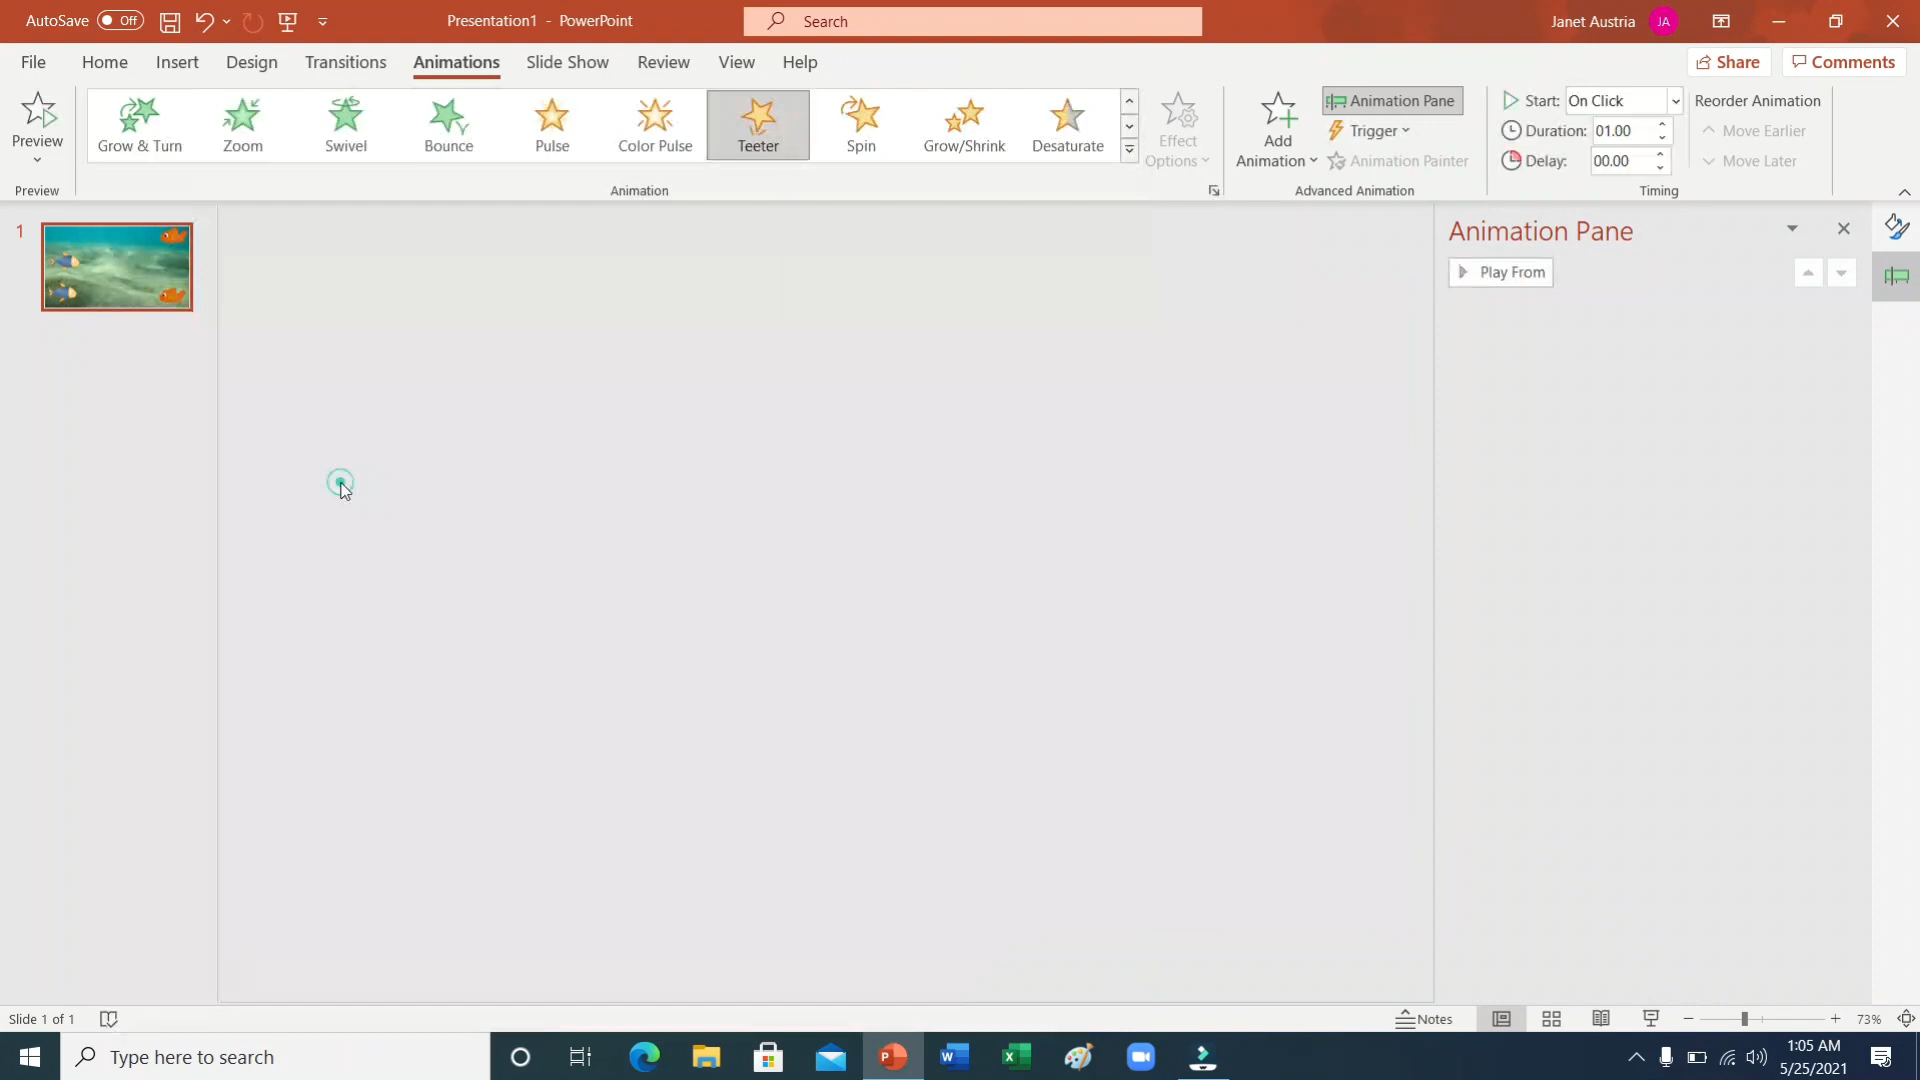 AutoSave Off
Presentation1 - PowerPoint
Search
Janet Austria JA
File Home Insert Design Transitions Animations Slide Show Review View Help
Share Comments
Preview
Grow & Turn Zoom Swivel Bounce Pulse Color Pulse Teeter Spin Grow/Shrink Desaturate
Effect Options
Add Animation
Animation Pane
Trigger
Animation Painter
Start: On Click
Duration: 01.00
Delay: 00.00
Reorder Animation
Move Earlier
Move Later
Preview Animation Advanced Animation Timing
1
Animation Pane
Play From
Slide 1 of 1
Notes
73%
Type here to search
P W X
1:05 AM
5/25/2021